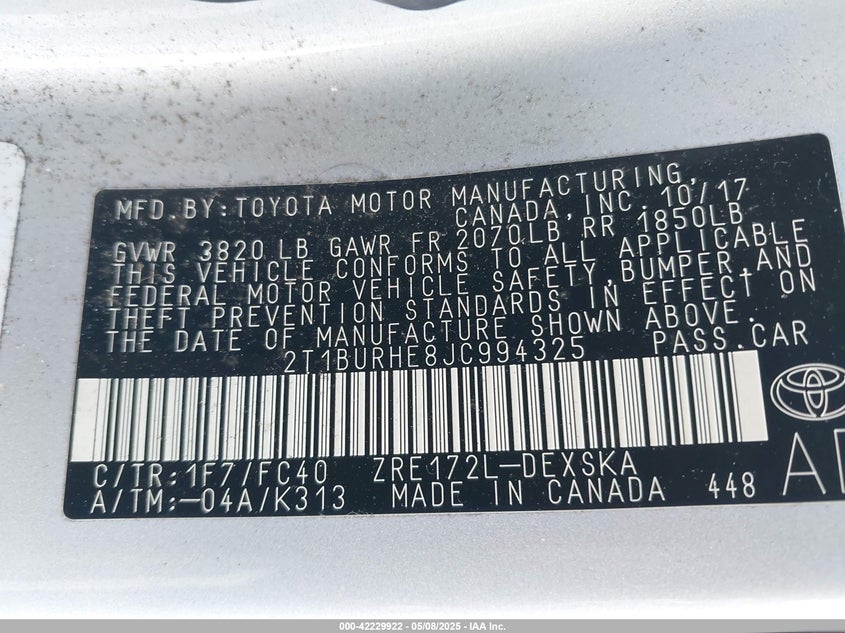 MFD.BY:TOYOTA MOTOR MANUFACTURING,
CANADA,INC. 10/17
GVWR 3820 LB GAWR FR 2070LB RR 1850LB
THIS VEHICLE CONFORMS TO ALL APPLICABLE
FEDERAL MOTOR VEHICLE SAFETY,BUMPER,AND
THEFT PREVENTION STANDARDS IN EFFECT ON
THE DATE OF MANUFACTURE SHOWN ABOVE.
2T1BURHE8JC994325 PASS.CAR
C/TR:1F7/FC40 ZRE172L-DEXSKA
A/TM:-04A/K313 MADE IN CANADA 448
000-42229922 - 05/08/2025 - IAA Inc.